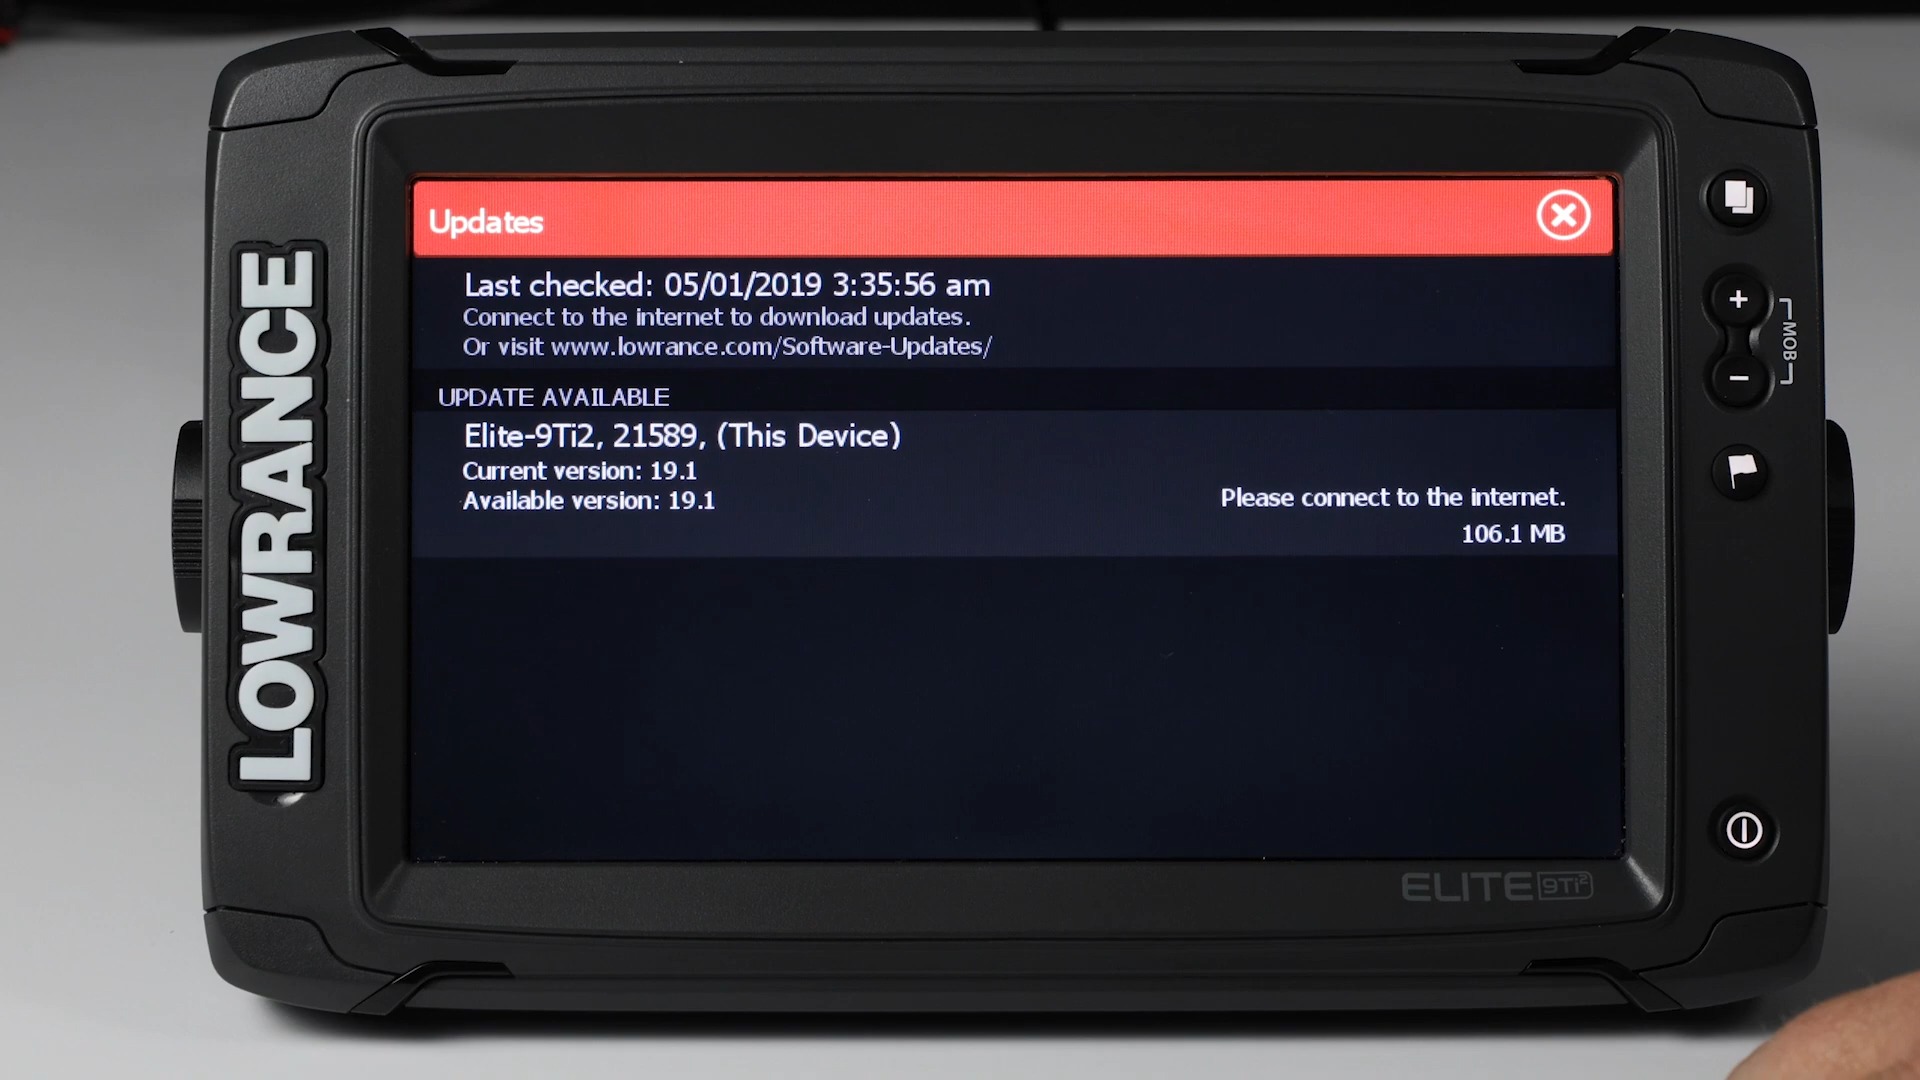 LOWRANCE
Updates
Last checked: 05/01/2019 3:35:56 am
Connect to the internet to download updates.
Or visit www.lowrance.com/Software-Updates/
UPDATE AVAILABLE
Elite-9Ti2, 21589, (This Device)
Current version: 19.1
Available version: 19.1
Please connect to the internet.
106.1 MB
+
MOB
−
ELITE 9Ti²